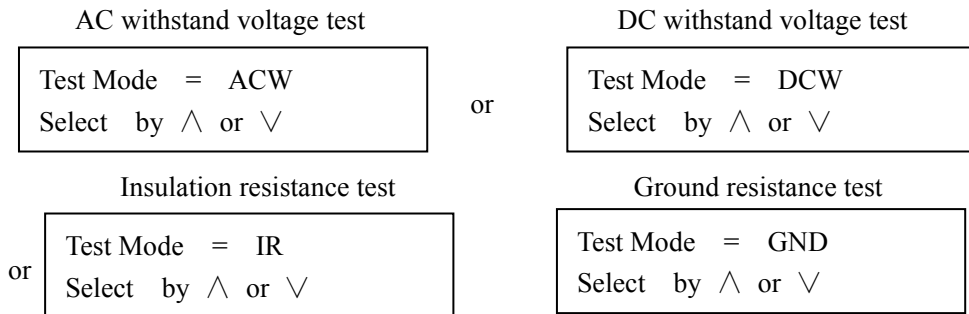 AC withstand voltage test
DC withstand voltage test
Test Mode = ACW
Select by ∧ or ∨
or
Test Mode = DCW
Select by ∧ or ∨
Insulation resistance test
Ground resistance test
or
Test Mode = IR
Select by ∧ or ∨
Test Mode = GND
Select by ∧ or ∨